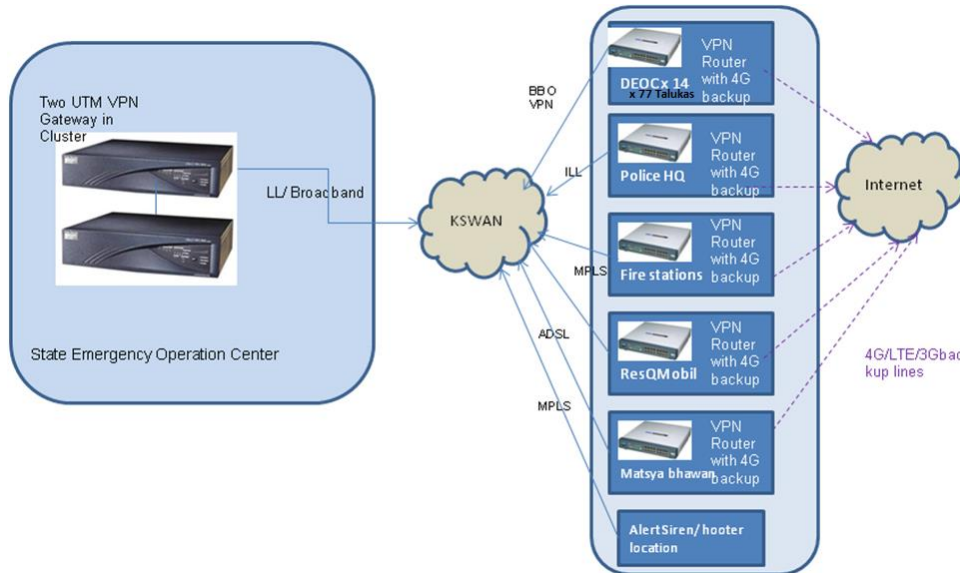 Two UTM VPN
Gateway in
Cluster
LL/ Broadband
State Emergency Operation Center
KSWAN
BBO
VPN
ILL
MPLS
ADSL
MPLS
DEOCx 14
x 77 Talukas
VPN
Router
with 4G
backup
Police HQ
VPN
Router
with 4G
backup
Fire stations
VPN
Router
with 4G
backup
ResQMobil
VPN
Router
with 4G
backup
Matsya bhawan
VPN
Router
with 4G
backup
AlertSiren/ hooter
location
Internet
4G/LTE/3Gbac
kup lines